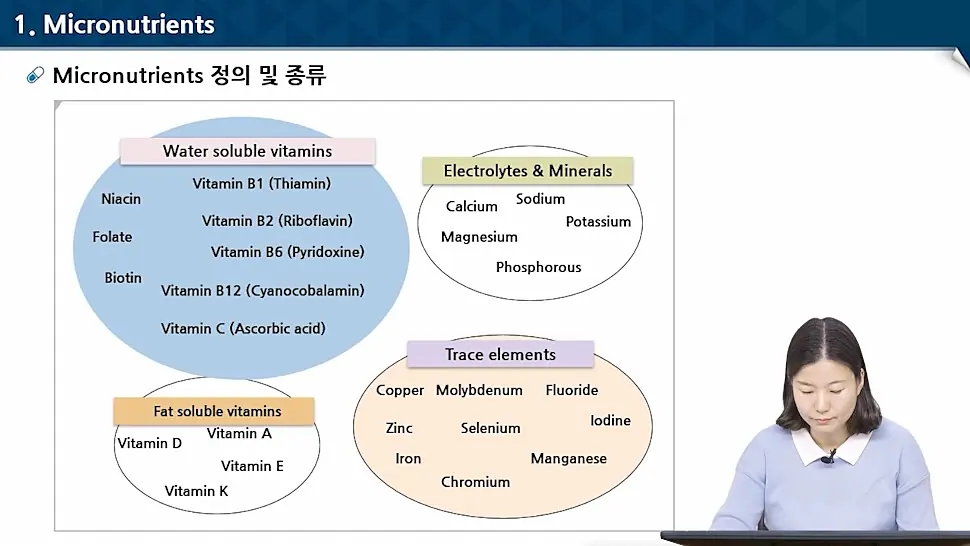 1. Micronutrients
Micronutrients 정의 및 종류
Water soluble vitamins
Vitamin B1 (Thiamin)
Niacin
Vitamin B2 (Riboflavin)
Folate
Vitamin B6 (Pyridoxine)
Biotin
Vitamin B12 (Cyanocobalamin)
Vitamin C (Ascorbic acid)
Electrolytes & Minerals
Sodium
Calcium
Potassium
Magnesium
Phosphorous
Fat soluble vitamins
Vitamin A
Vitamin D
Vitamin E
Vitamin K
Trace elements
Copper Molybdenum Fluoride
Iodine
Zinc Selenium
Iron Manganese
Chromium